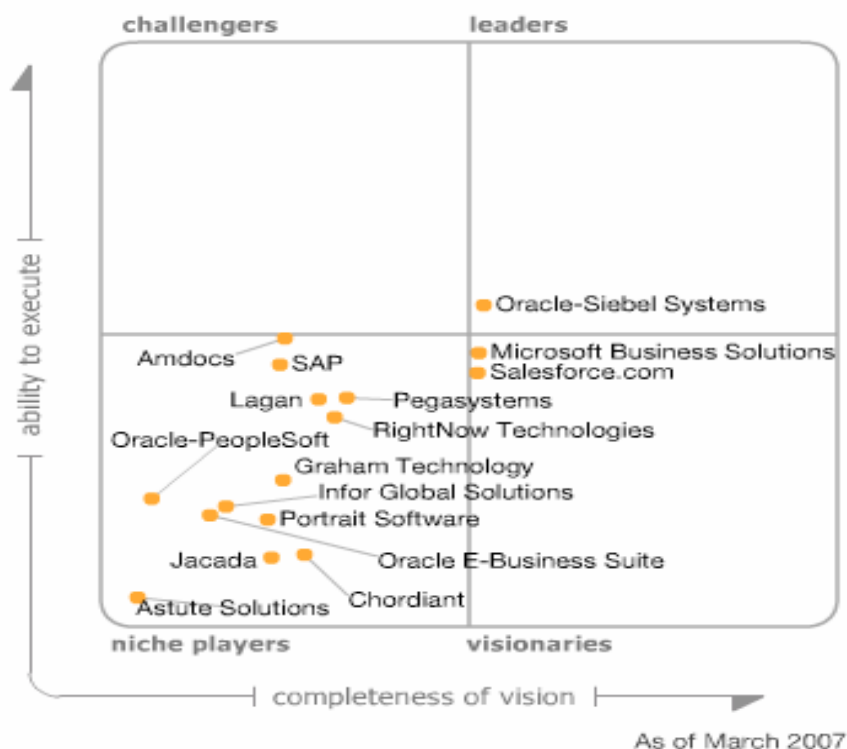 challengers
leaders
ability to execute
Oracle-Siebel Systems
Amdocs
SAP
Microsoft Business Solutions
Salesforce.com
Lagan
Pegasystems
RightNow Technologies
Oracle-PeopleSoft
Graham Technology
Infor Global Solutions
Portrait Software
Jacada
Oracle E-Business Suite
Astute Solutions
Chordiant
niche players
visionaries
completeness of vision
As of March 2007